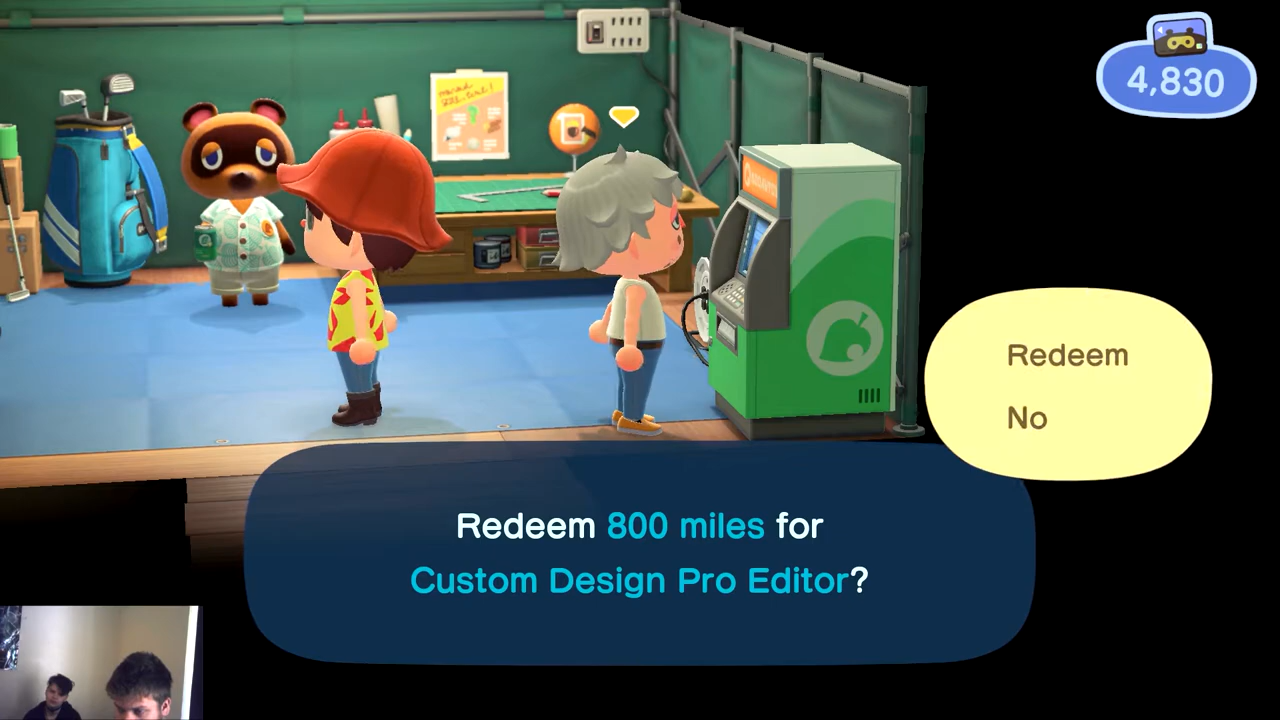 4,830
Redeem
No
Redeem 800 miles for
Custom Design Pro Editor?